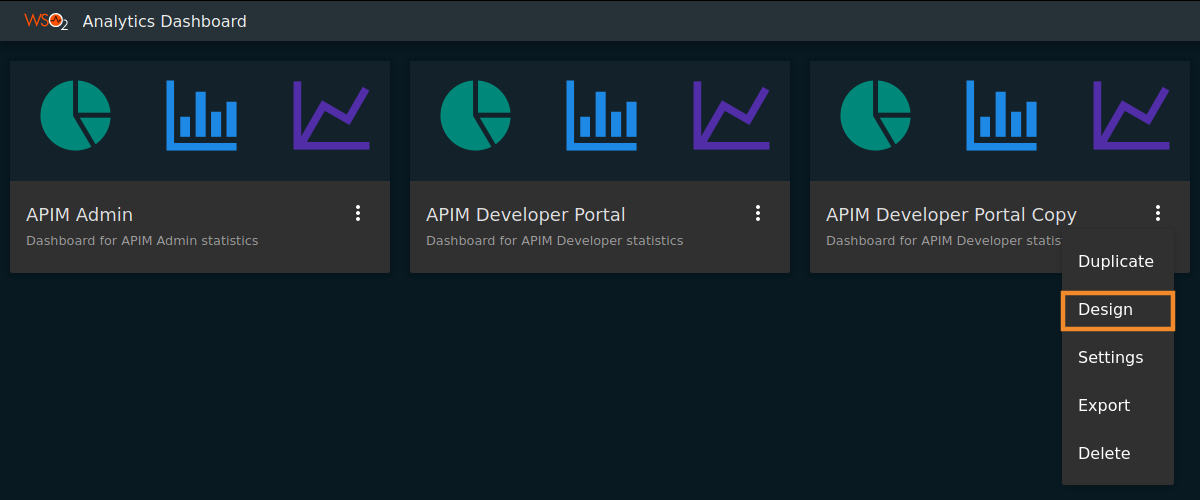 WSO2 Analytics Dashboard
APIM Admin
Dashboard for APIM Admin statistics
APIM Developer Portal
Dashboard for APIM Developer statistics
APIM Developer Portal Copy
Dashboard for APIM Developer statis
Duplicate
Design
Settings
Export
Delete